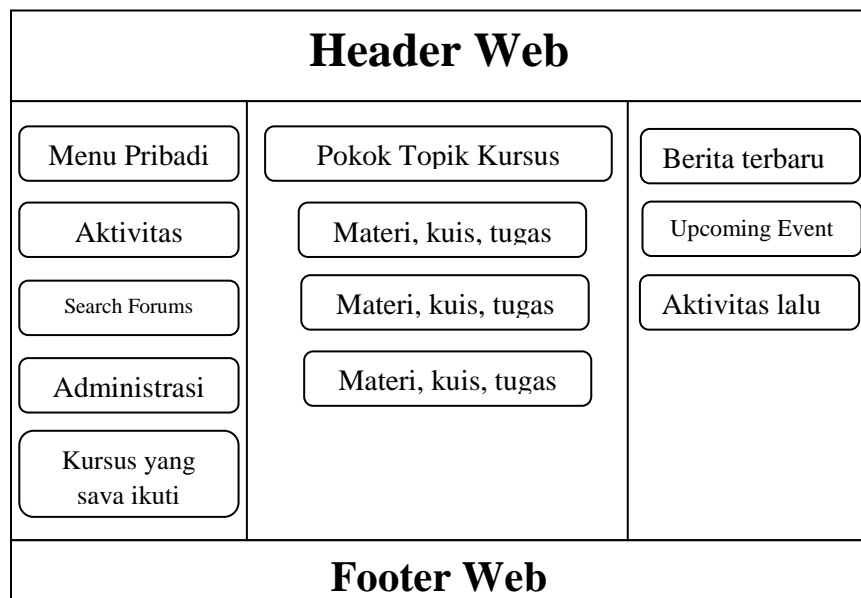 Header Web
Menu Pribadi
Aktivitas
Search Forums
Administrasi
Kursus yang
saya ikuti
Pokok Topik Kursus
Materi, kuis, tugas
Materi, kuis, tugas
Materi, kuis, tugas
Berita terbaru
Upcoming Event
Aktivitas lalu
Footer Web